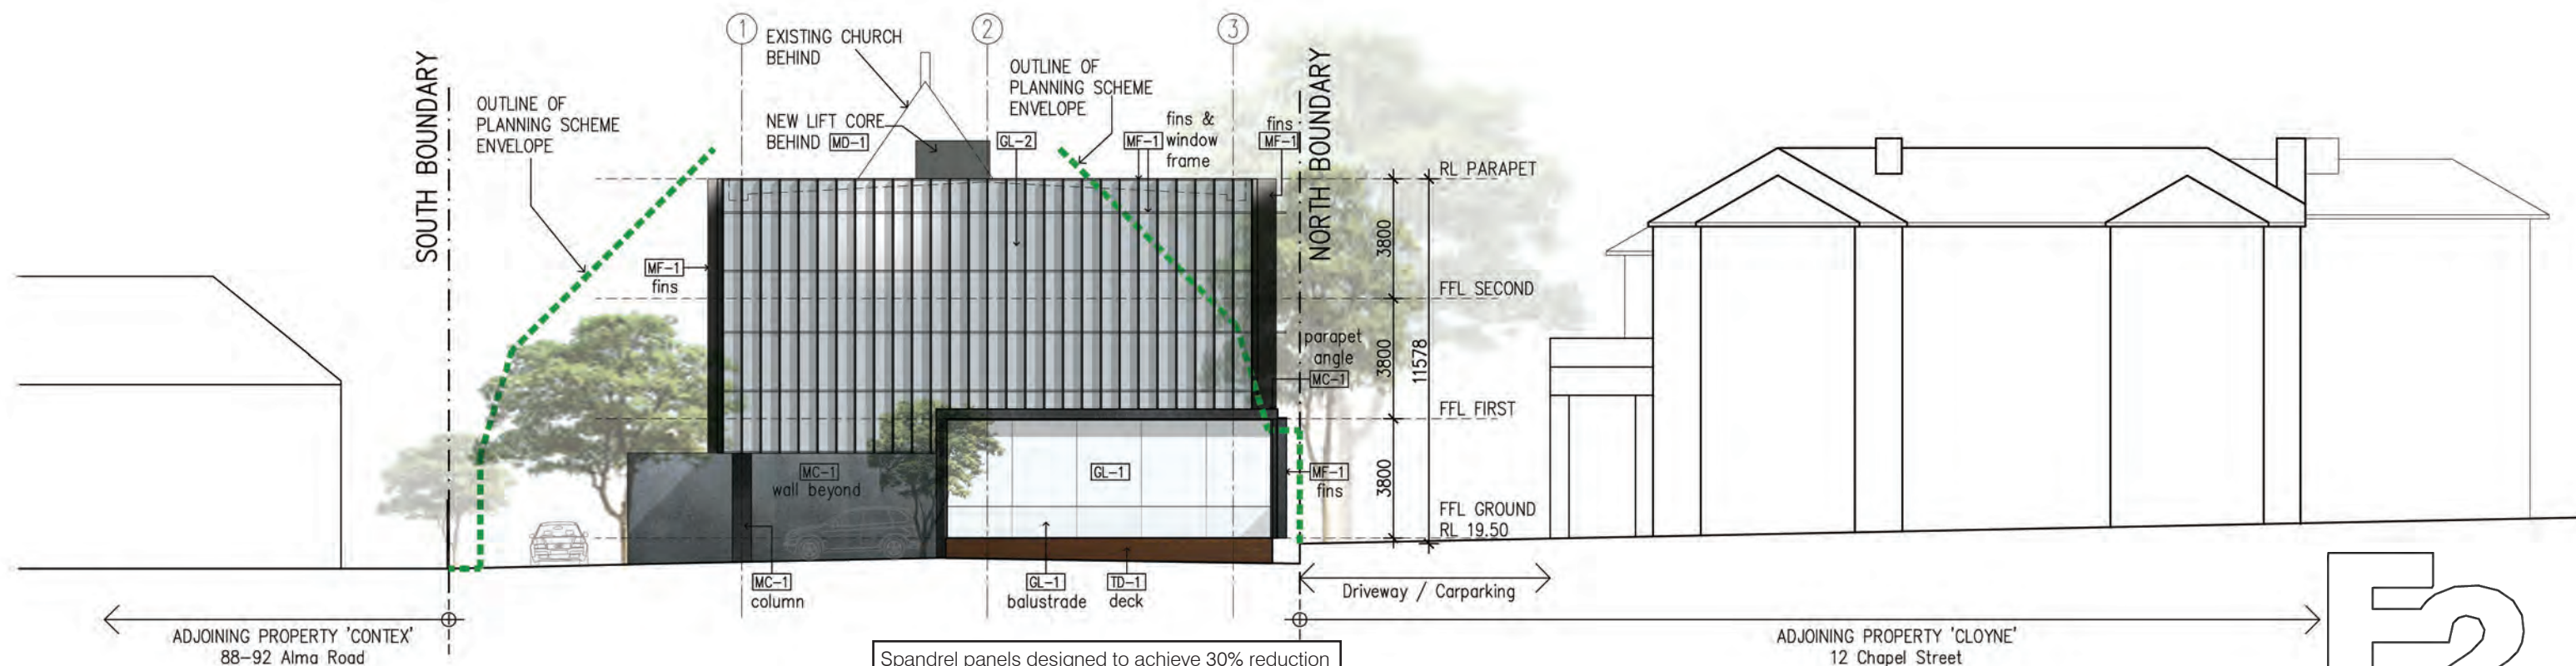 1
2
3
SOUTH BOUNDARY
OUTLINE OF
PLANNING SCHEME
ENVELOPE
EXISTING CHURCH
BEHIND
NEW LIFT CORE
BEHIND MD-1
GL-2
OUTLINE OF
PLANNING SCHEME
ENVELOPE
MF-1
fins &
window
frame
fins
MF-1
NORTH BOUNDARY
RL PARAPET
3800
FFL SECOND
MF-1
fins
parapet
angle
MC-1
3800
11578
FFL FIRST
MC-1
wall beyond
GL-1
MF-1
fins
3800
FFL GROUND
RL 19.50
MC-1
column
GL-1
balustrade
TD-1
deck
Driveway / Carparking
ADJOINING PROPERTY 'CONTEX'
88-92 Alma Road
ADJOINING PROPERTY 'CLOYNE'
12 Chapel Street
Spandrel panels designed to achieve 30% reduction
E2